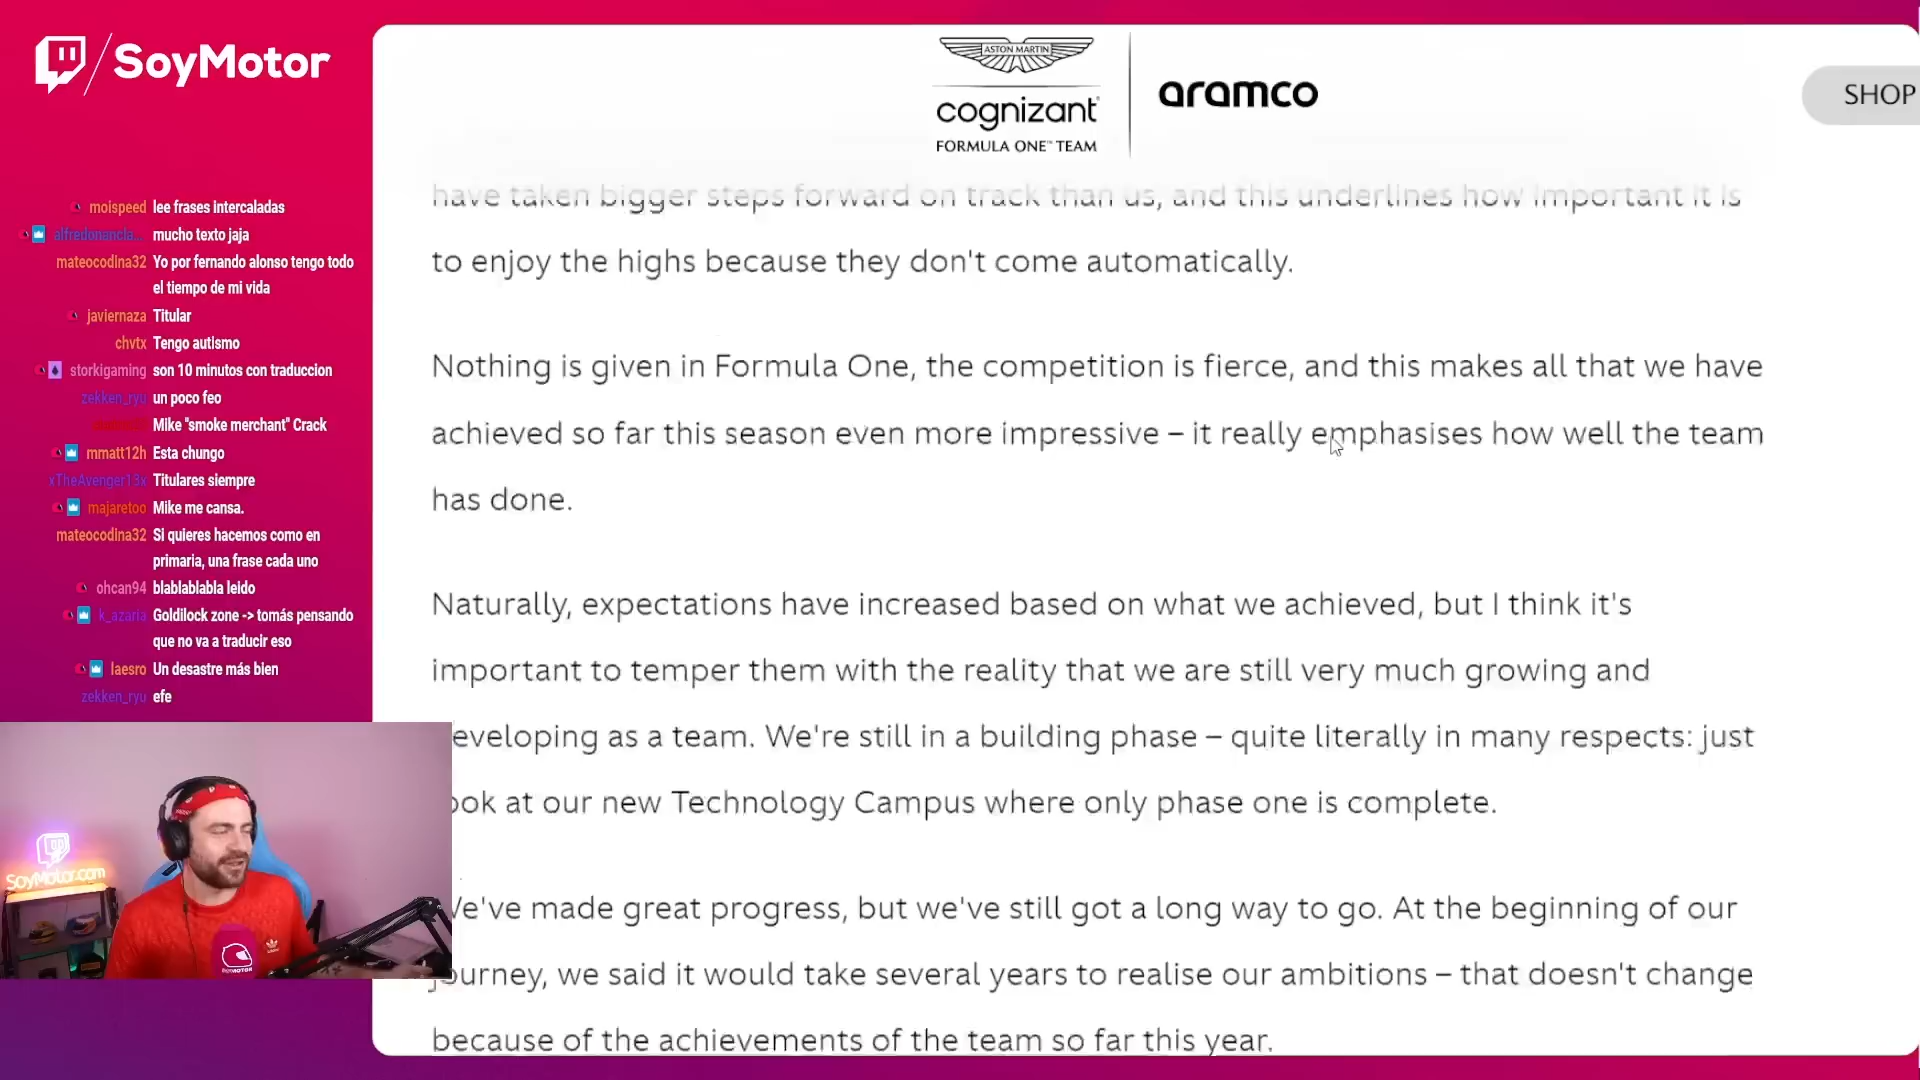 SoyMotor
moispeed lee frases intercaladas
alfredonancla... mucho texto jaja
mateocodina32 Yo por fernando alonso tengo todo
el tiempo de mi vida
javiernaza Titular
chvtx Tengo autismo
storkigaming son 10 minutos con traduccion
zekken_ryu un poco feo
Mike "smoke merchant" Crack
mmatt12h Esta chungo
xTheAvenger13x Titulares siempre
majaretoo Mike me cansa.
mateocodina32 Si quieres hacemos como en
primaria, una frase cada uno
ohcan94 blablablabla leido
k_azaria Goldilock zone -> tomás pensando
que no va a traducir eso
laesro Un desastre más bien
zekken_ryu efe
SoyMotor.com
ASTON MARTIN
cognizant
FORMULA ONE™ TEAM
aramco
SHOP
have taken bigger steps forward on track than us, and this underlines how important it is
to enjoy the highs because they don't come automatically.
Nothing is given in Formula One, the competition is fierce, and this makes all that we have
achieved so far this season even more impressive – it really emphasises how well the team
has done.
Naturally, expectations have increased based on what we achieved, but I think it's
important to temper them with the reality that we are still very much growing and
eveloping as a team. We're still in a building phase – quite literally in many respects: just
ook at our new Technology Campus where only phase one is complete.
We've made great progress, but we've still got a long way to go. At the beginning of our
journey, we said it would take several years to realise our ambitions – that doesn't change
because of the achievements of the team so far this year.